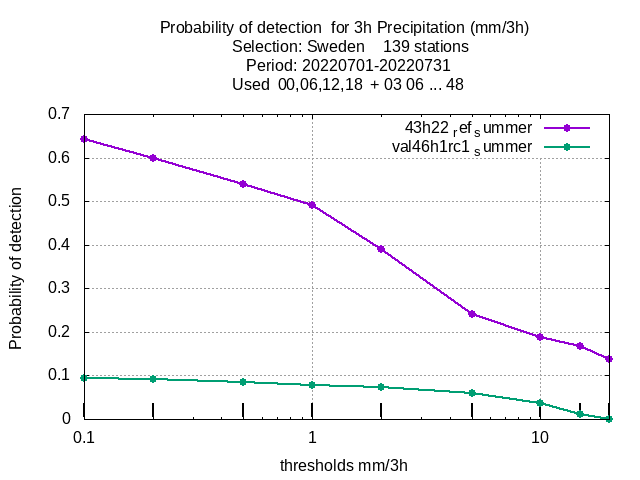 Probability of detection for 3h Precipitation (mm/3h)
Selection: Sweden 139 stations
Period: 20220701-20220731
Used 00,06,12,18 + 03 06 ... 48
43h22 ref summer
val46h1rc1 summer
Probability of detection
0.7
0.6
0.5
0.4
0.3
0.2
0.1
0
0.1 1 10
thresholds mm/3h